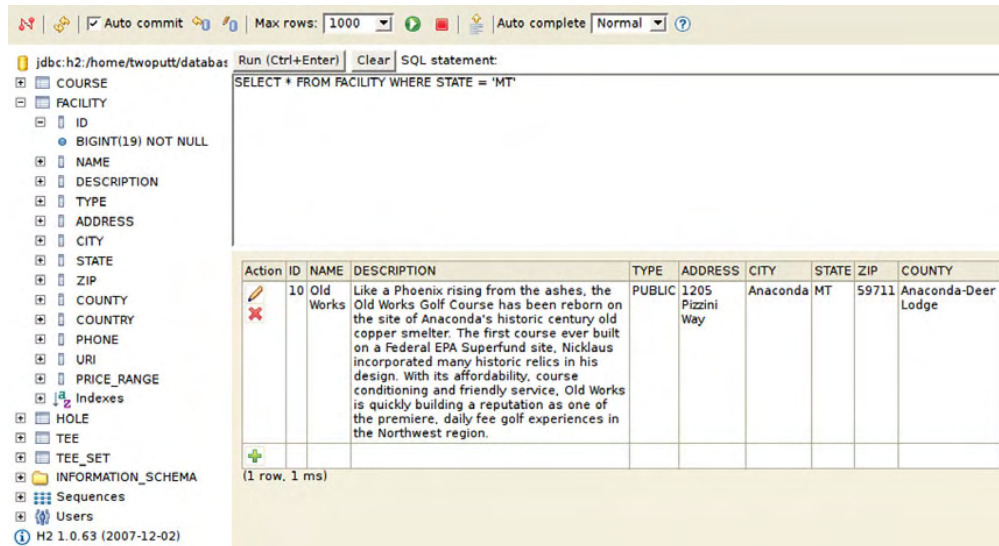 Auto commit Max rows: 1000 Auto complete Normal
jdbc:h2:/home/twoputt/databas
COURSE
FACILITY
ID
BIGINT(19) NOT NULL
NAME
DESCRIPTION
TYPE
ADDRESS
CITY
STATE
ZIP
COUNTY
COUNTRY
PHONE
URI
PRICE_RANGE
Indexes
HOLE
TEE
TEE_SET
INFORMATION_SCHEMA
Sequences
Users
H2 1.0.63 (2007-12-02)
Run (Ctrl+Enter) Clear SQL statement:
SELECT * FROM FACILITY WHERE STATE = 'MT'
Action ID NAME DESCRIPTION TYPE ADDRESS CITY STATE ZIP COUNTY
10 Old Like a Phoenix rising from the ashes, the PUBLIC 1205 Anaconda MT 59711 Anaconda-Deer
Works Old Works Golf Course has been reborn on Pizzini Lodge
the site of Anaconda's historic century old Way
copper smelter. The first course ever built
on a Federal EPA Superfund site, Nicklaus
incorporated many historic relics in his
design. With its affordability, course
conditioning and friendly service, Old Works
is quickly building a reputation as one of
the premiere, daily fee golf experiences in
the Northwest region.
(1 row, 1 ms)